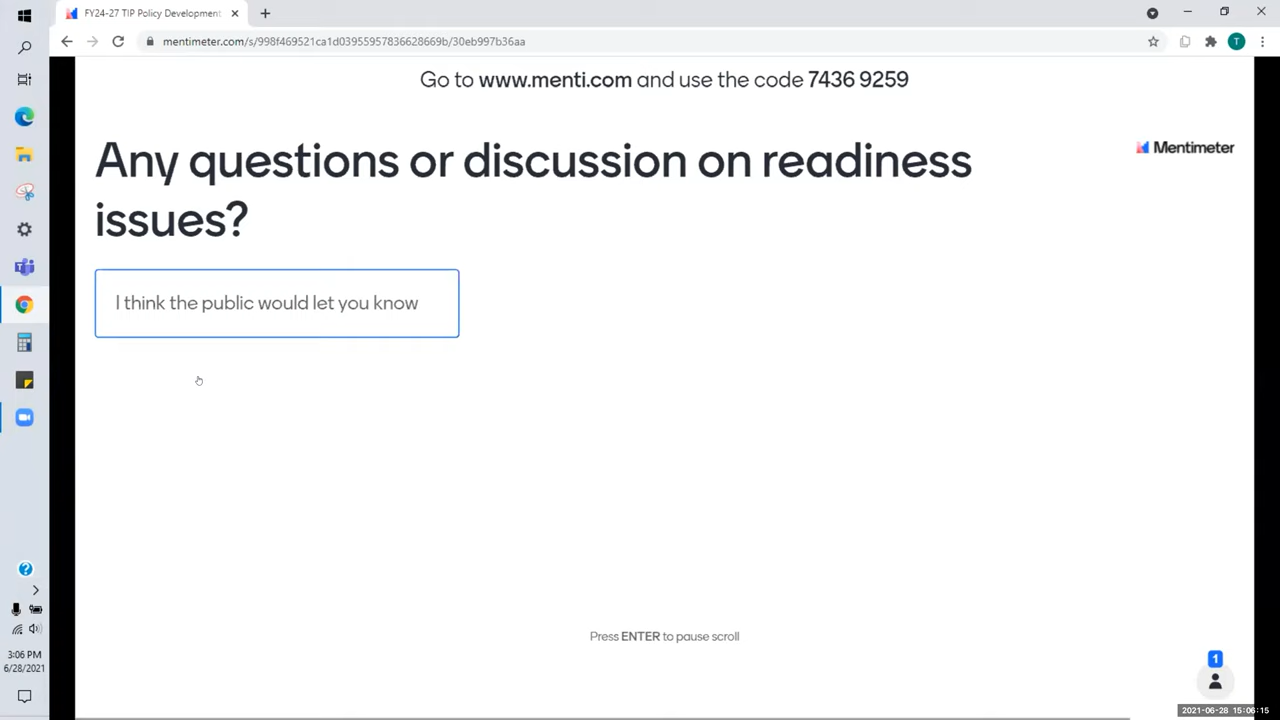 FY24-27 TIP Policy Development
mentimeter.com/s/998f469521ca1d03955957836628669b/30eb997b36aa
T
Go to www.menti.com and use the code 7436 9259
Mentimeter
Any questions or discussion on readiness
issues?
I think the public would let you know
Press ENTER to pause scroll
1
3:06 PM
6/28/2021
2021-06-28 15:06:15